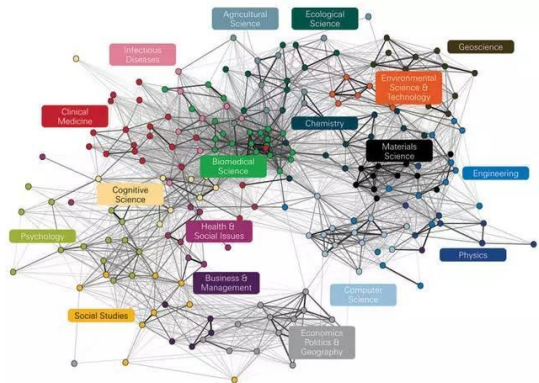 Agricultural
Science
Ecological
Science
Geoscience
Infectious
Diseases
Environmental
Science &
Technology
Clinical
Medicine
Chemistry
Materials
Science
Biomedical
Science
Engineering
Cognitive
Science
Health &
Social Issues
Psychology
Physics
Business &
Management
Computer
Science
Social Studies
Economics
Politics &
Geography